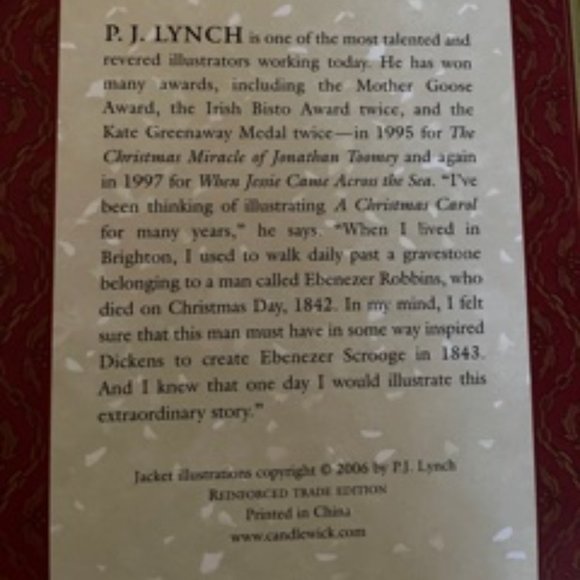 P. J. LYNCH is one of the most talented and
revered illustrators working today. He has won
many awards, including the Mother Goose
Award, the Irish Bisto Award twice, and the
Kate Greenaway Medal twice—in 1995 for The
Christmas Miracle of Jonathan Toomey and again
in 1997 for When Jessie Came Across the Sea. “I’ve
been thinking of illustrating A Christmas Carol
for many years,” he says. “When I lived in
Brighton, I used to walk daily past a gravestone
belonging to a man called Ebenezer Robbins, who
died on Christmas Day, 1842. In my mind, I felt
sure that this man must have in some way inspired
Dickens to create Ebenezer Scrooge in 1843.
And I knew that one day I would illustrate this
extraordinary story.”
Jacket illustrations copyright © 2006 by P.J. Lynch
REINFORCED TRADE EDITION
Printed in China
www.candlewick.com